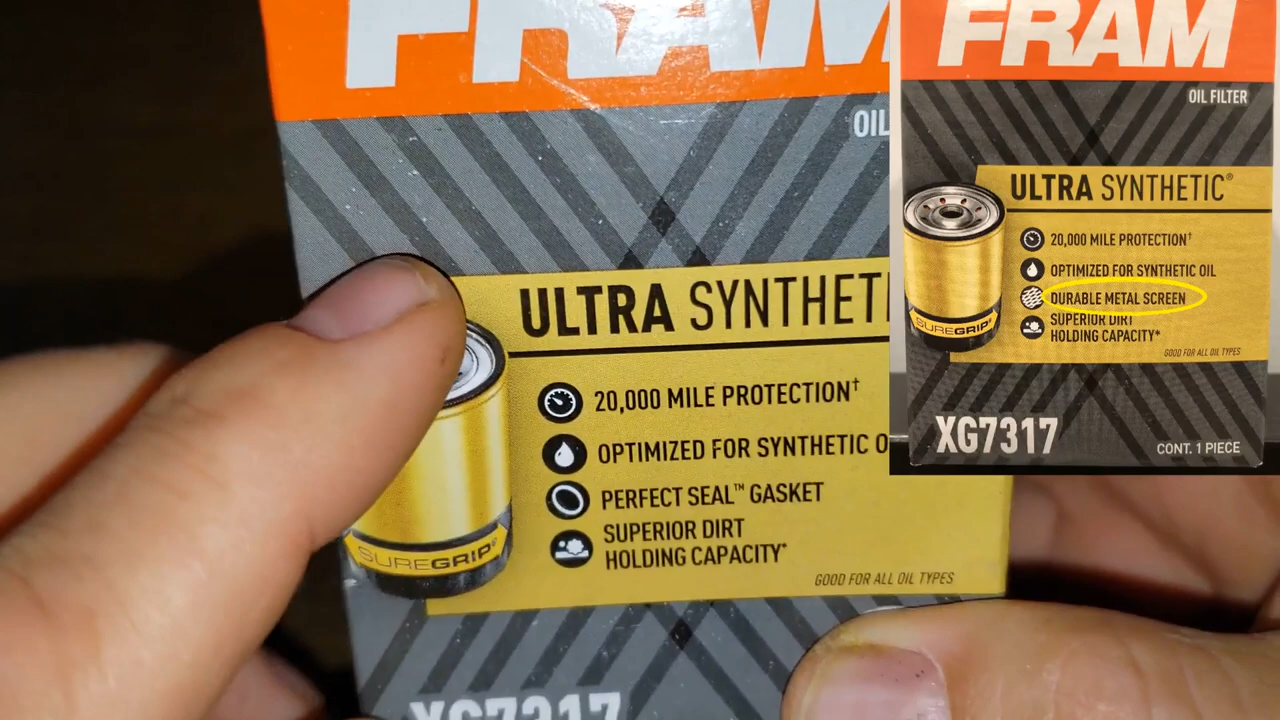 FRAM
OIL
ULTRA SYNTHETI
20,000 MILE PROTECTION†
OPTIMIZED FOR SYNTHETIC O
PERFECT SEAL™ GASKET
SUPERIOR DIRT
HOLDING CAPACITY*
GOOD FOR ALL OIL TYPES
SUREGRIP®
XG7317
FRAM
OIL FILTER
ULTRA SYNTHETIC®
20,000 MILE PROTECTION†
OPTIMIZED FOR SYNTHETIC OIL
DURABLE METAL SCREEN
SUPERIOR DIRT
HOLDING CAPACITY*
GOOD FOR ALL OIL TYPES
SUREGRIP®
XG7317
CONT. 1 PIECE